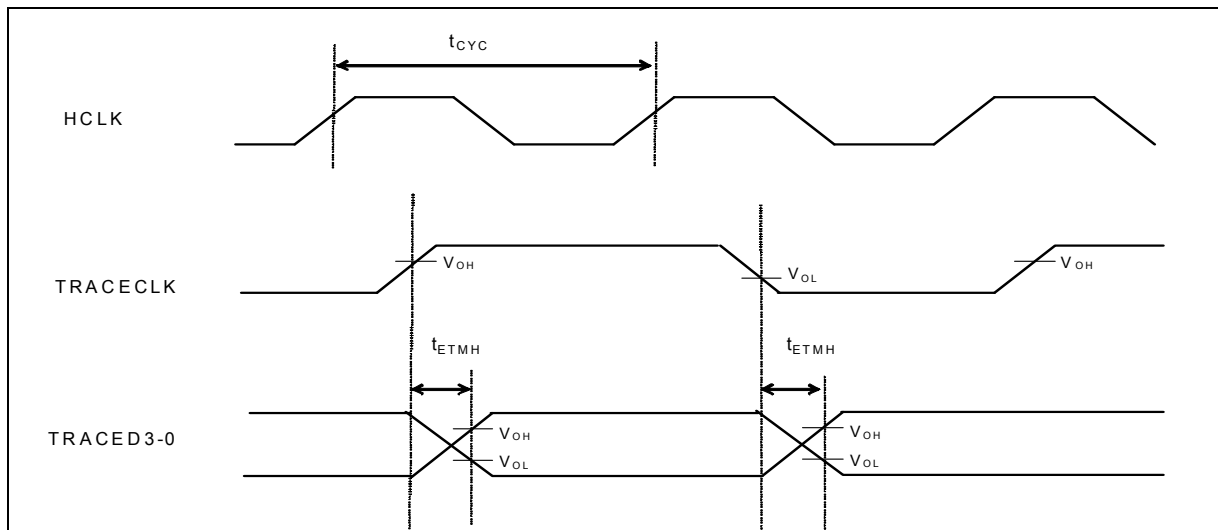 tCYC
HCLK
VOH
VOL
VOH
TRACECLK
tETMH
tETMH
TRACED3-0
VOH
VOL
VOH
VOL